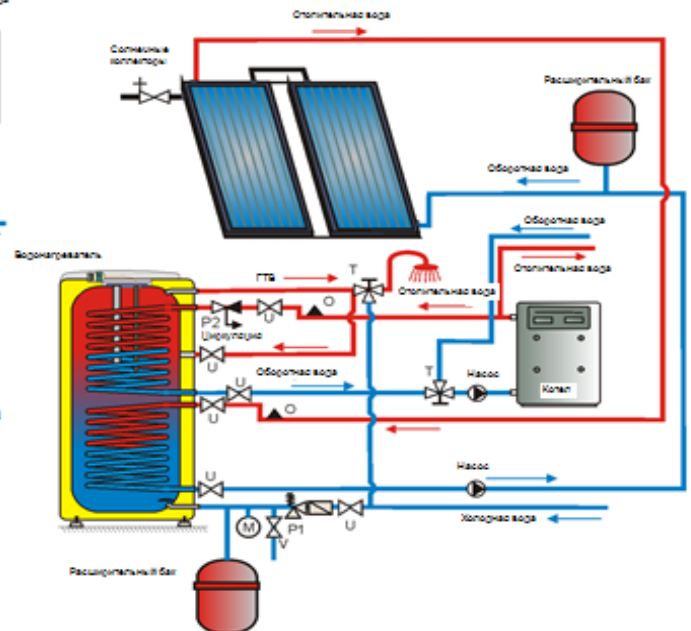 Отопительная вода
Солнечные
коллекторы
Расширительный бак
Оборотная вода
Оборотная вода
Водонагреватель
ГТВ
T
Отопительная вода
Отопительная вода
O
P2
U
Циркуляция
U
Оборотная вода
U
T
Насос
Котел
U
O
U
Насос
M
V
P1
U
Холодная вода
Расширительный бак